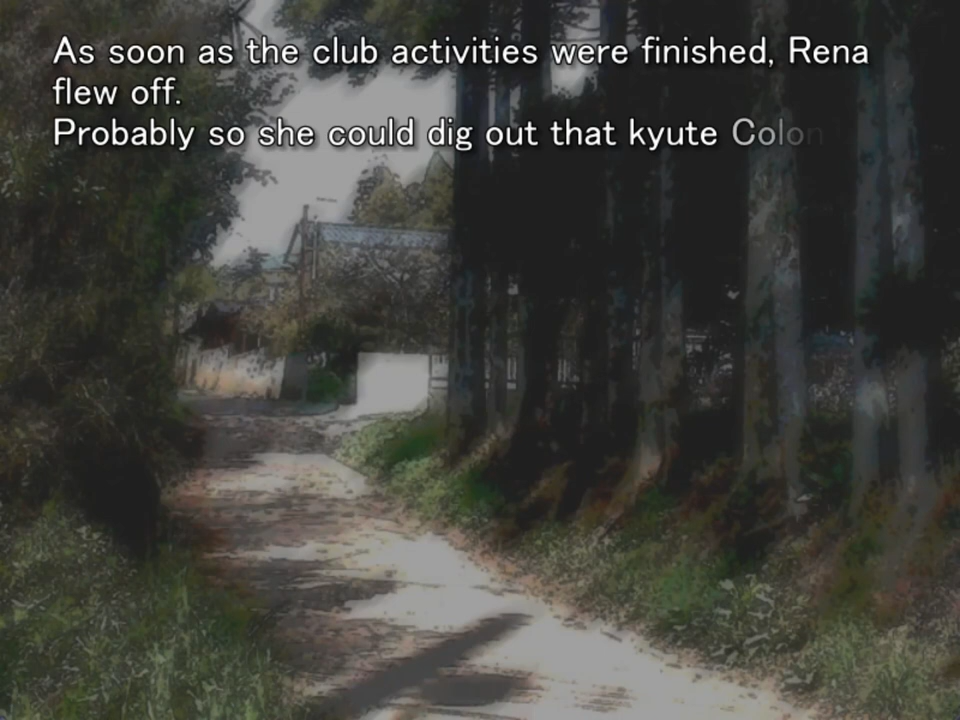 As soon as the club activities were finished, Rena
flew off.
Probably so she could dig out that kyute Colon